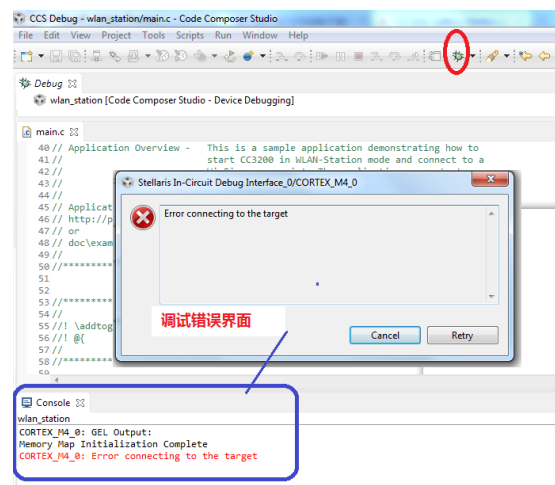 CCS Debug - wlan_station/main.c - Code Composer Studio
File Edit View Project Tools Scripts Run Window Help
Debug
wlan_station [Code Composer Studio - Device Debugging]
main.c
40 // Application Overview - This is a sample application demonstrating how to
41 // start CC3200 in WLAN-Station mode and connect to a
42 //
43 //
44 //
45 // Applicat
46 // http://p
47 // or
48 // doc\exam
49 //
50 //*********
51
52
53 //*********
54 //
55 //! \addtog
56 //! @{
57 //
58 //*********
59
Stellaris In-Circuit Debug Interface_0/CORTEX_M4_0
Error connecting to the target
调试错误界面
Cancel Retry
Console
wlan_station
CORTEX_M4_0: GEL Output:
Memory Map Initialization Complete
CORTEX_M4_0: Error connecting to the target